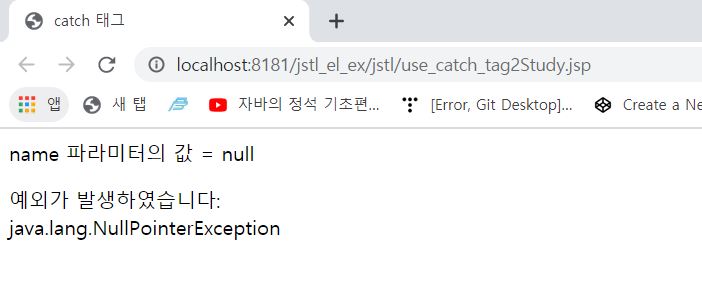 catch 태그
localhost:8181/jstl_el_ex/jstl/use_catch_tag2Study.jsp
앱 새 탭 자바의 정석 기초편... [Error, Git Desktop]... Create a Ne
name 파라미터의 값 = null
예외가 발생하였습니다:
java.lang.NullPointerException